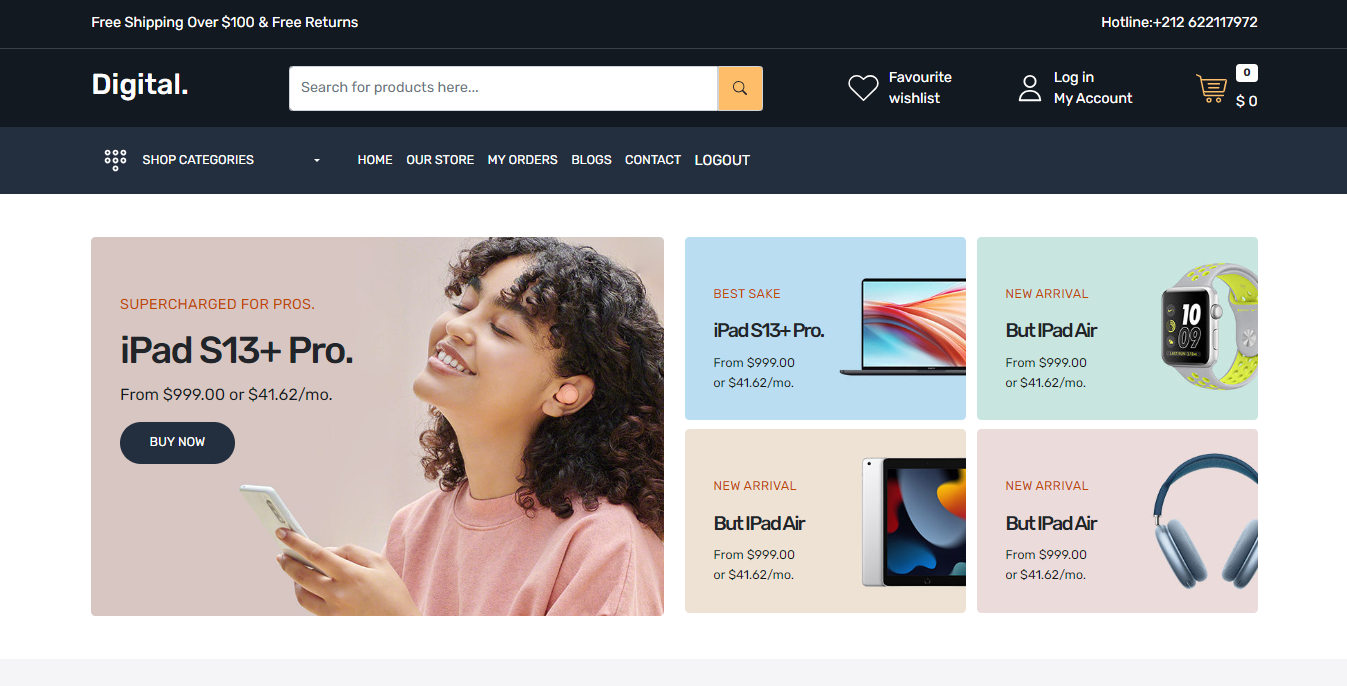 Free Shipping Over $100 & Free Returns
Hotline:+212 622117972
Digital.
Search for products here...
Favourite
wishlist
Log in
My Account
0
$ 0
SHOP CATEGORIES
HOME
OUR STORE
MY ORDERS
BLOGS
CONTACT
LOGOUT
SUPERCHARGED FOR PROS.
iPad S13+ Pro.
From $999.00 or $41.62/mo.
BUY NOW
BEST SAKE
iPad S13+ Pro.
From $999.00
or $41.62/mo.
NEW ARRIVAL
But IPad Air
From $999.00
or $41.62/mo.
10
09
NEW ARRIVAL
But IPad Air
From $999.00
or $41.62/mo.
NEW ARRIVAL
But IPad Air
From $999.00
or $41.62/mo.